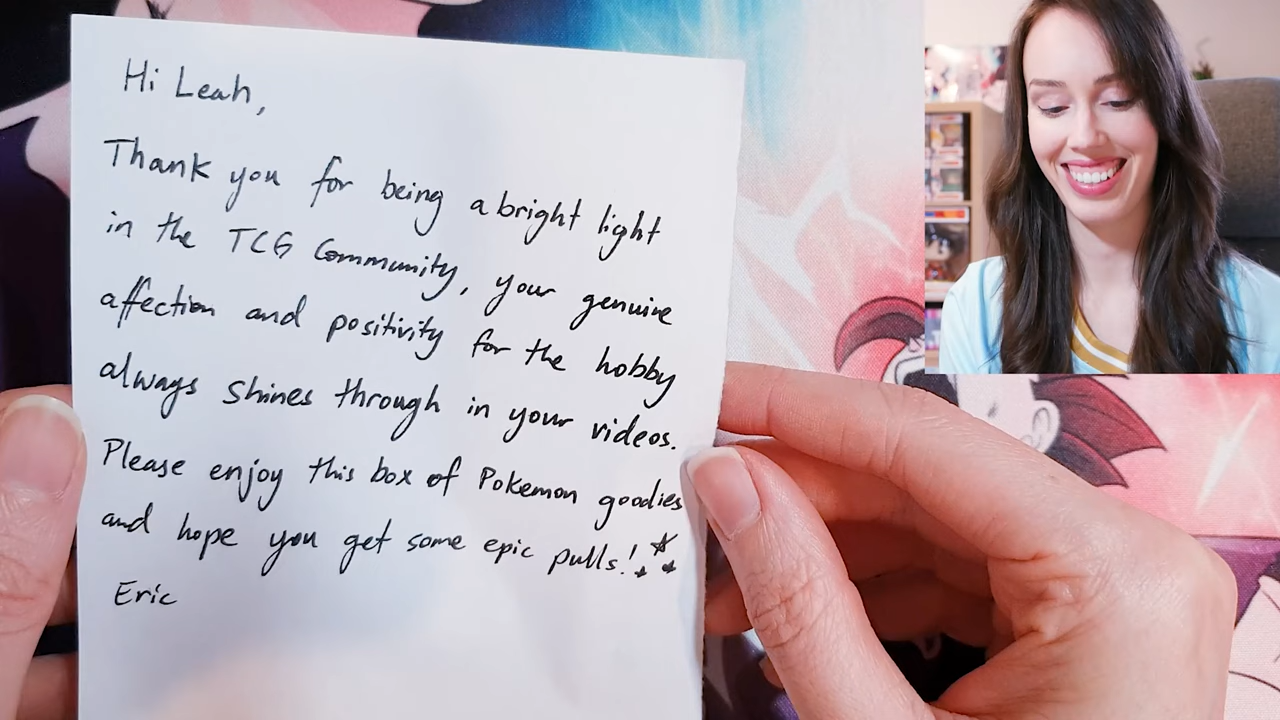 Hi Leah,
Thank you for being a bright light
in the TCG Community, your genuine
affection and positivity for the hobby
always shines through in your videos.
Please enjoy this box of Pokemon goodies
and hope you get some epic pulls!
Eric